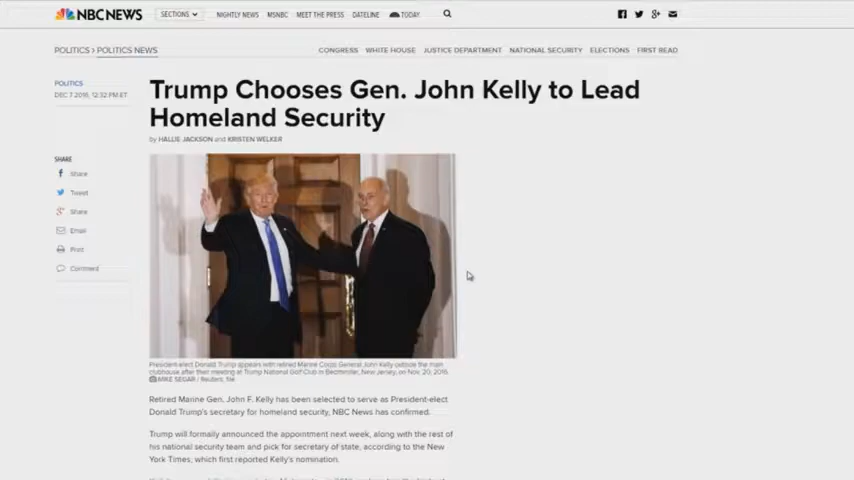 NBC NEWS
SECTIONS
NIGHTLY NEWS
MSNBC
MEET THE PRESS
DATELINE
TODAY
POLITICS > POLITICS NEWS
CONGRESS
WHITE HOUSE
JUSTICE DEPARTMENT
NATIONAL SECURITY
ELECTIONS
FIRST READ
POLITICS
DEC 7 2016, 12:32 PM ET
Trump Chooses Gen. John Kelly to Lead
Homeland Security
by HALLIE JACKSON and KRISTEN WELKER
SHARE
Share
Tweet
Share
Email
Print
Comment
President-elect Donald Trump appears with retired Marine Corps General John Kelly outside the main
clubhouse after their meeting at Trump National Golf Club in Bedminster, New Jersey, on Nov. 20, 2016.
MIKE SEGAR / Reuters, file
Retired Marine Gen. John F. Kelly has been selected to serve as President-elect
Donald Trump's secretary for homeland security, NBC News has confirmed.
Trump will formally announced the appointment next week, along with the rest of
his national security team and pick for secretary of state, according to the New
York Times, which first reported Kelly's nomination.